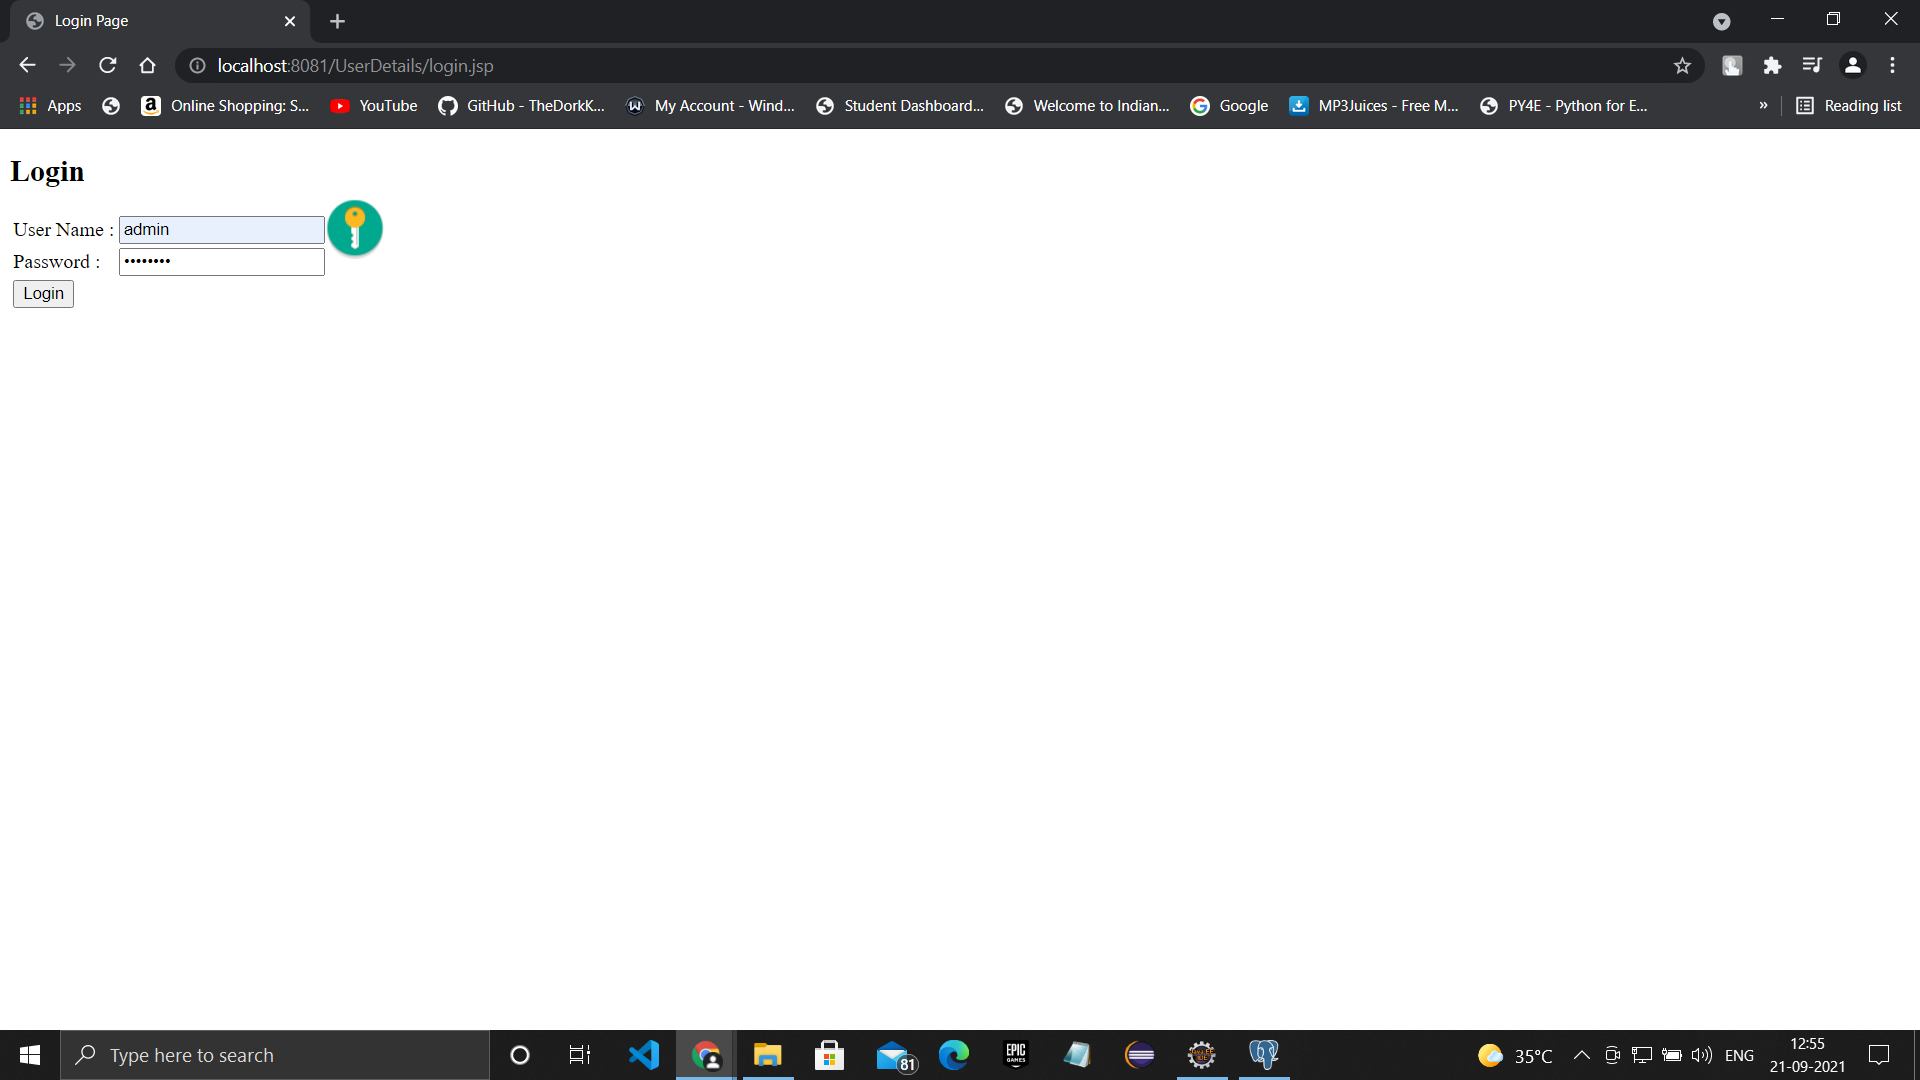 Login Page
localhost:8081/UserDetails/login.jsp
Apps
Online Shopping: S...
YouTube
GitHub - TheDorkK...
My Account - Wind...
Student Dashboard...
Welcome to Indian...
Google
MP3Juices - Free M...
PY4E - Python for E...
»
Reading list
Login
User Name : admin
Password : ••••••••
Login
Type here to search
81
EPIC GAMES
35°C
ENG
12:55
21-09-2021